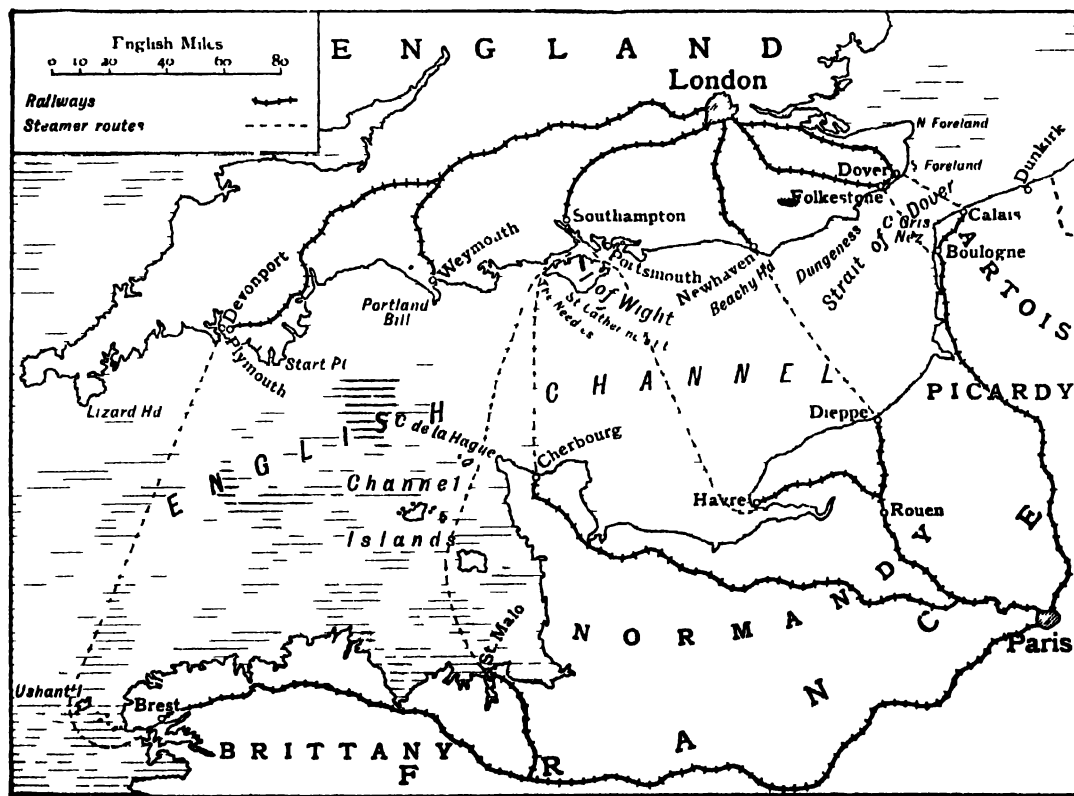 ENGLAND
English Miles
0 10 20 40 60 80
Railways
Steamer routes
London
N Foreland
Foreland
Dunkirk
Dover
Folkestone
Calais
C Gris
Nez
Strait of Dover
Boulogne
Dungeness
ARTOIS
Southampton
Portsmouth
Weymouth
Newhaven
Beachy Hd
Portland
Bill
I of Wight
The Needles
Devonport
Plymouth
Start Pt
Lizard Hd
ENGLISH
CHANNEL
PICARDY
Dieppe
C de la Hague
Cherbourg
Channel
Islands
Havre
Rouen
NORMANDY
Paris
St Malo
Ushant I
Brest
BRITTANY
FRANCE